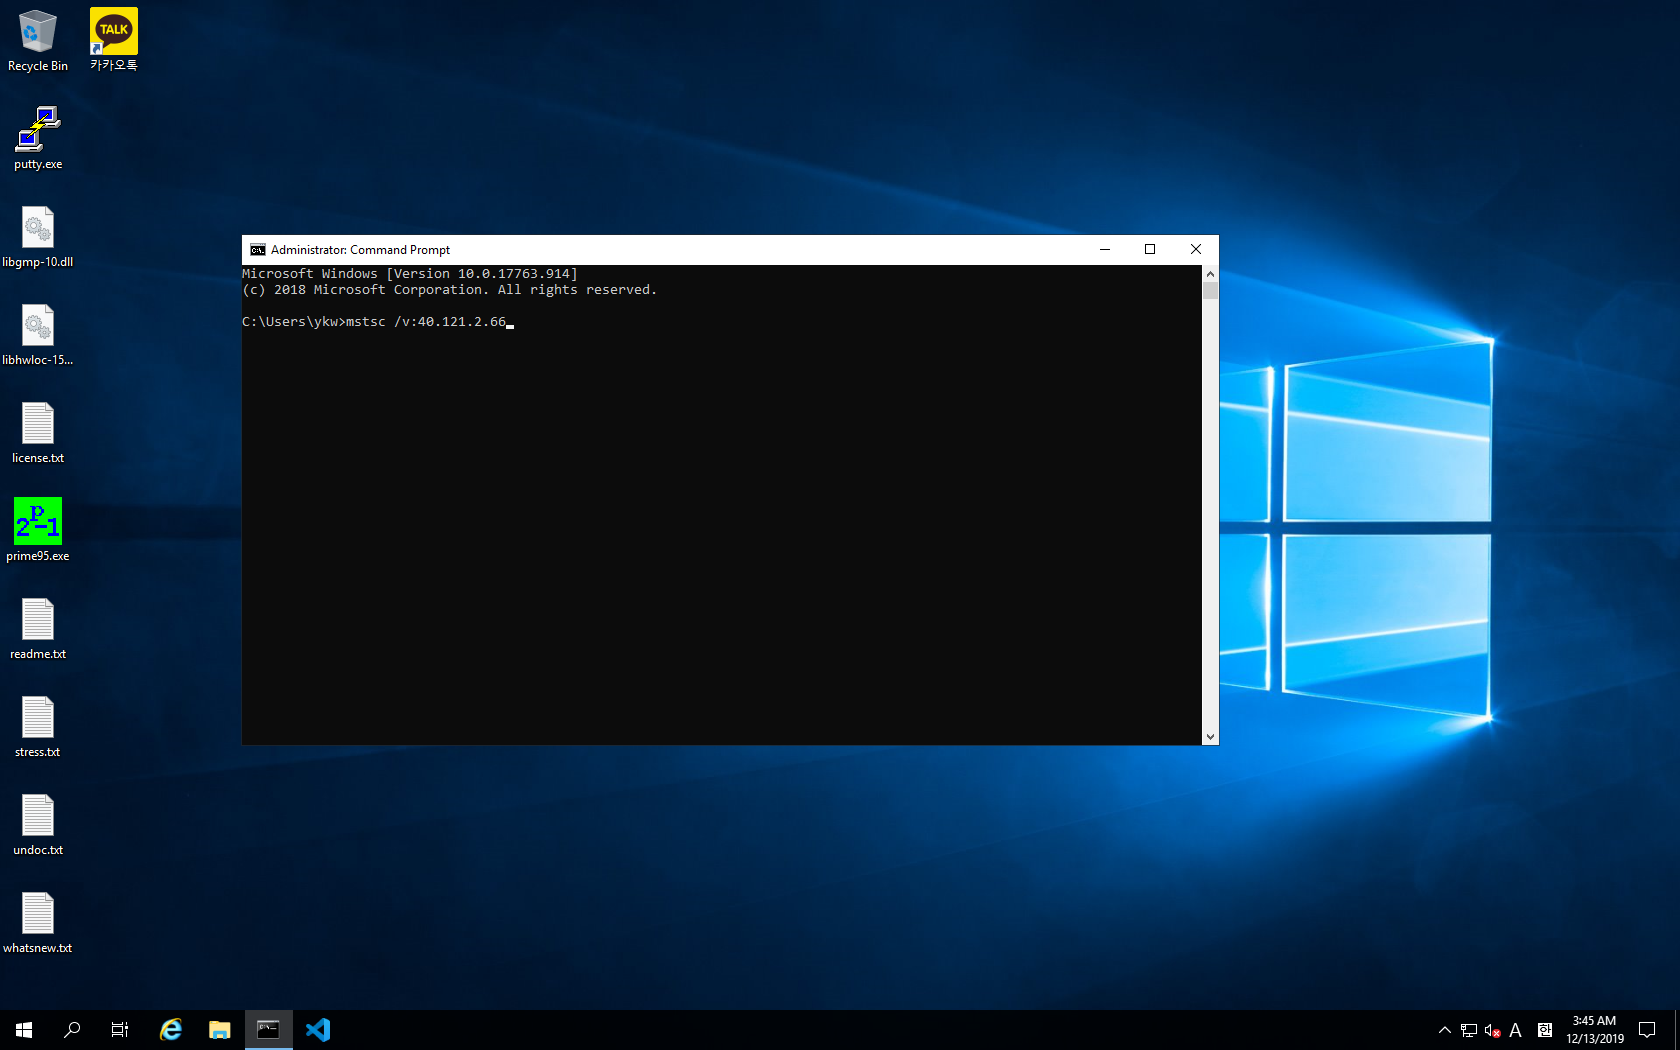 Recycle Bin
TALK
카카오톡
putty.exe
libgmp-10.dll
libhwloc-15...
license.txt
2P-1
prime95.exe
readme.txt
stress.txt
undoc.txt
whatsnew.txt
Administrator: Command Prompt
Microsoft Windows [Version 10.0.17763.914]
(c) 2018 Microsoft Corporation. All rights reserved.
C:\Users\ykw>mstsc /v:40.121.2.66
A
한
3:45 AM
12/13/2019